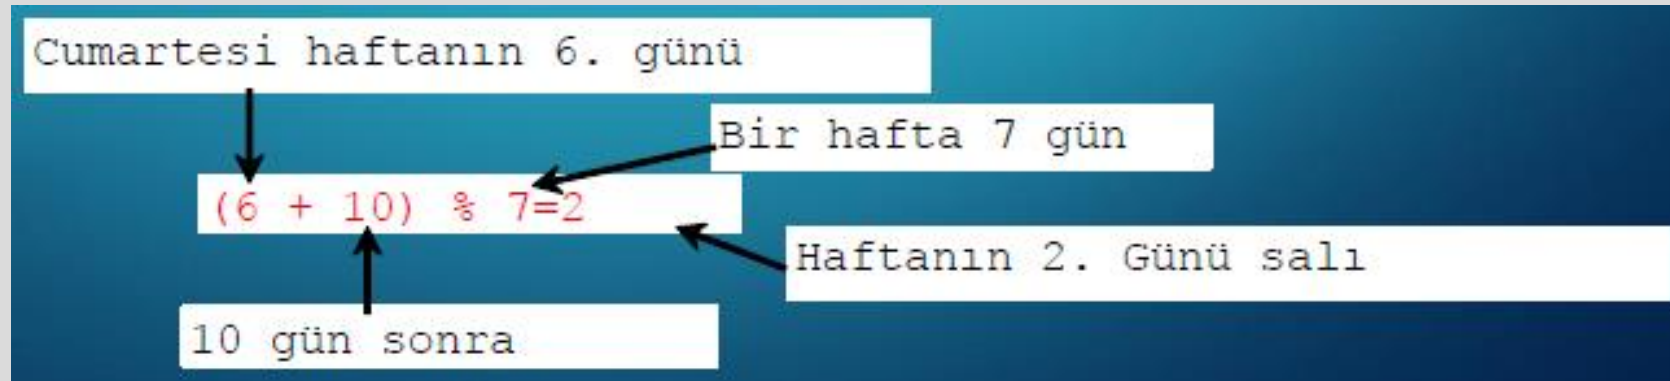 Cumartesi haftanın 6. günü
Bir hafta 7 gün
(6 + 10) % 7=2
Haftanın 2. Günü salı
10 gün sonra